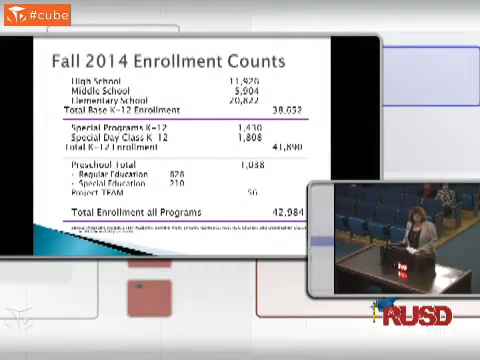 #cube
Fall 2014 Enrollment Counts
High School 11,926
Middle School 5,904
Elementary School 20,822
Total Base K-12 Enrollment 38,652
Special Programs K-12 1,430
Special Day Class K-12 1,808
Total K-12 Enrollment 41,890
Preschool Total 1,038
• Regular Education 828
• Special Education 210
Project TEAM 56
Total Enrollment all Programs 42,984
RUSD